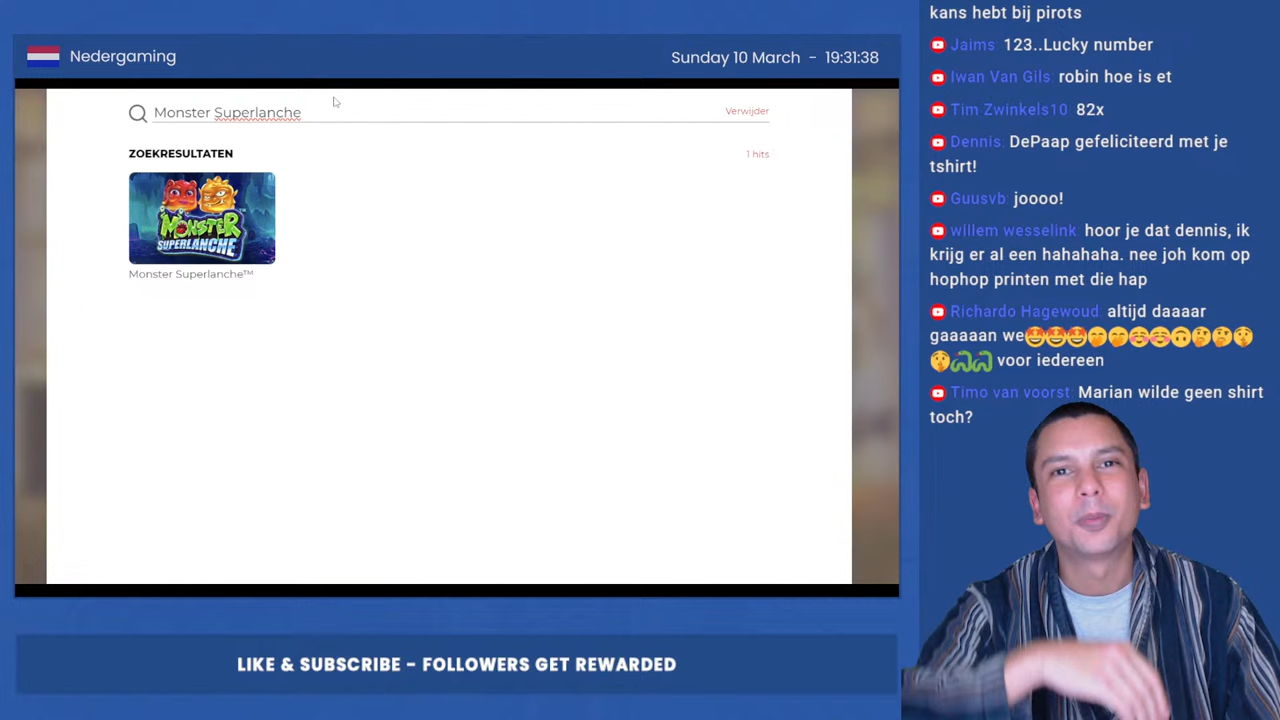 Nedergaming
Sunday 10 March - 19:31:38
Monster Superlanche
Verwijder
ZOEKRESULTATEN
1 hits
MONSTER
SUPERLANCHE
Monster Superlanche™
LIKE & SUBSCRIBE - FOLLOWERS GET REWARDED
kans hebt bij pirots
Jaims: 123..Lucky number
Iwan Van Gils: robin hoe is et
Tim Zwinkels10: 82x
Dennis: DePaap gefeliciteerd met je
tshirt!
Guusvb: joooo!
willem wesselink: hoor je dat dennis, ik
krijg er al een hahahaha. nee joh kom op
hophop printen met die hap
Richardo Hagewoud: altijd daaaar
gaaaaan we🤩🤩🤩🤭🤭☺️☺️🙃🤔🤔🤫
🤫🐍🐍 voor iedereen
Timo van voorst: Marian wilde geen shirt
toch?